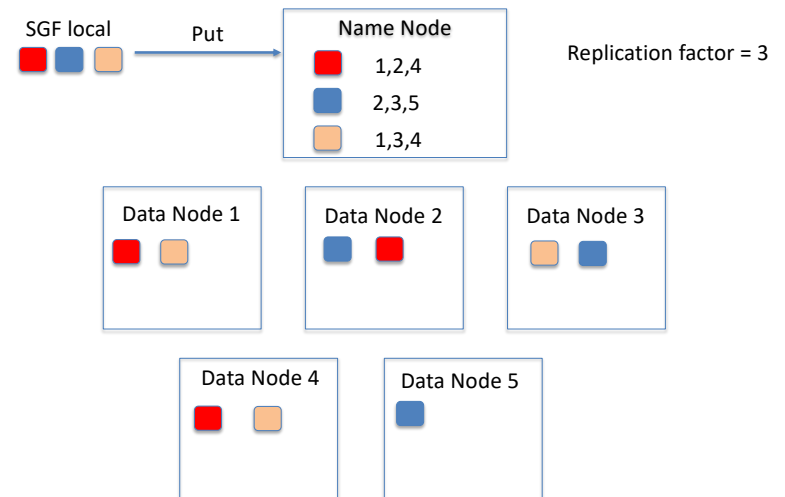 SGF local
Put
Name Node
Replication factor = 3
1,2,4
2,3,5
1,3,4
Data Node 1
Data Node 2
Data Node 3
Data Node 4
Data Node 5